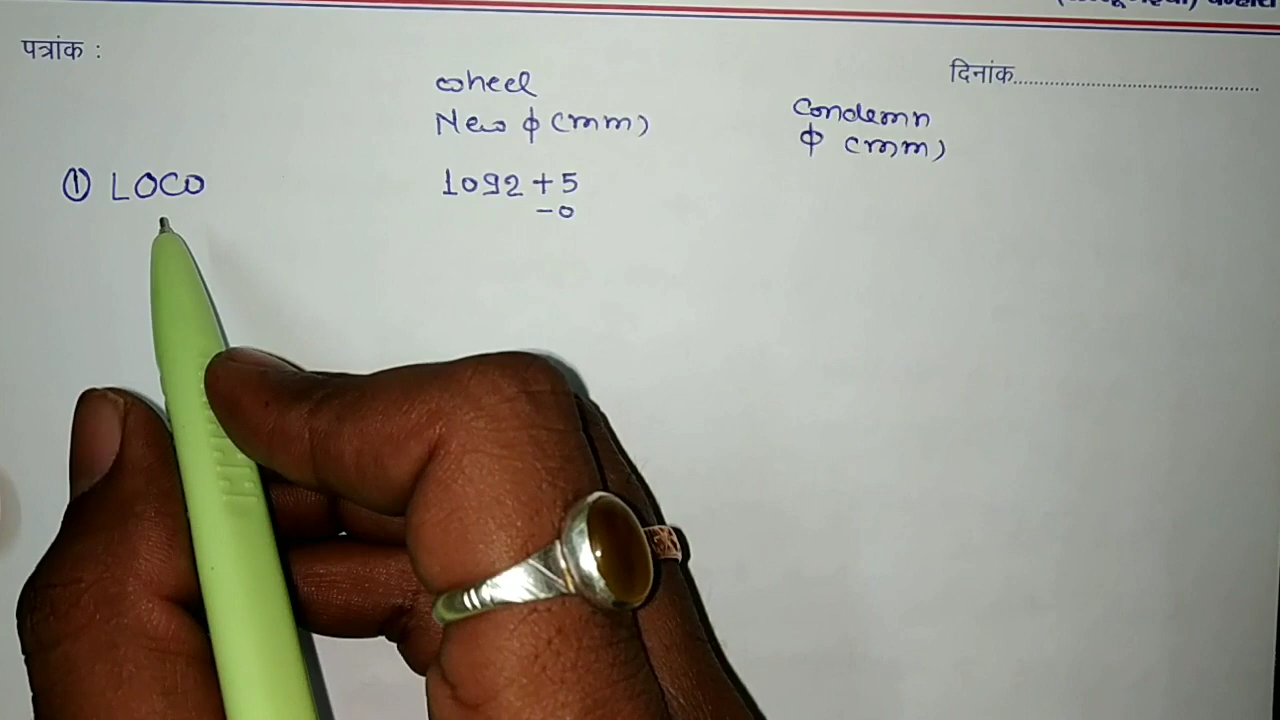 पत्रांक :
दिनांक
wheel
New ϕ (mm)
Condemn
ϕ (mm)
① LOCO
1092 + 5
- 0